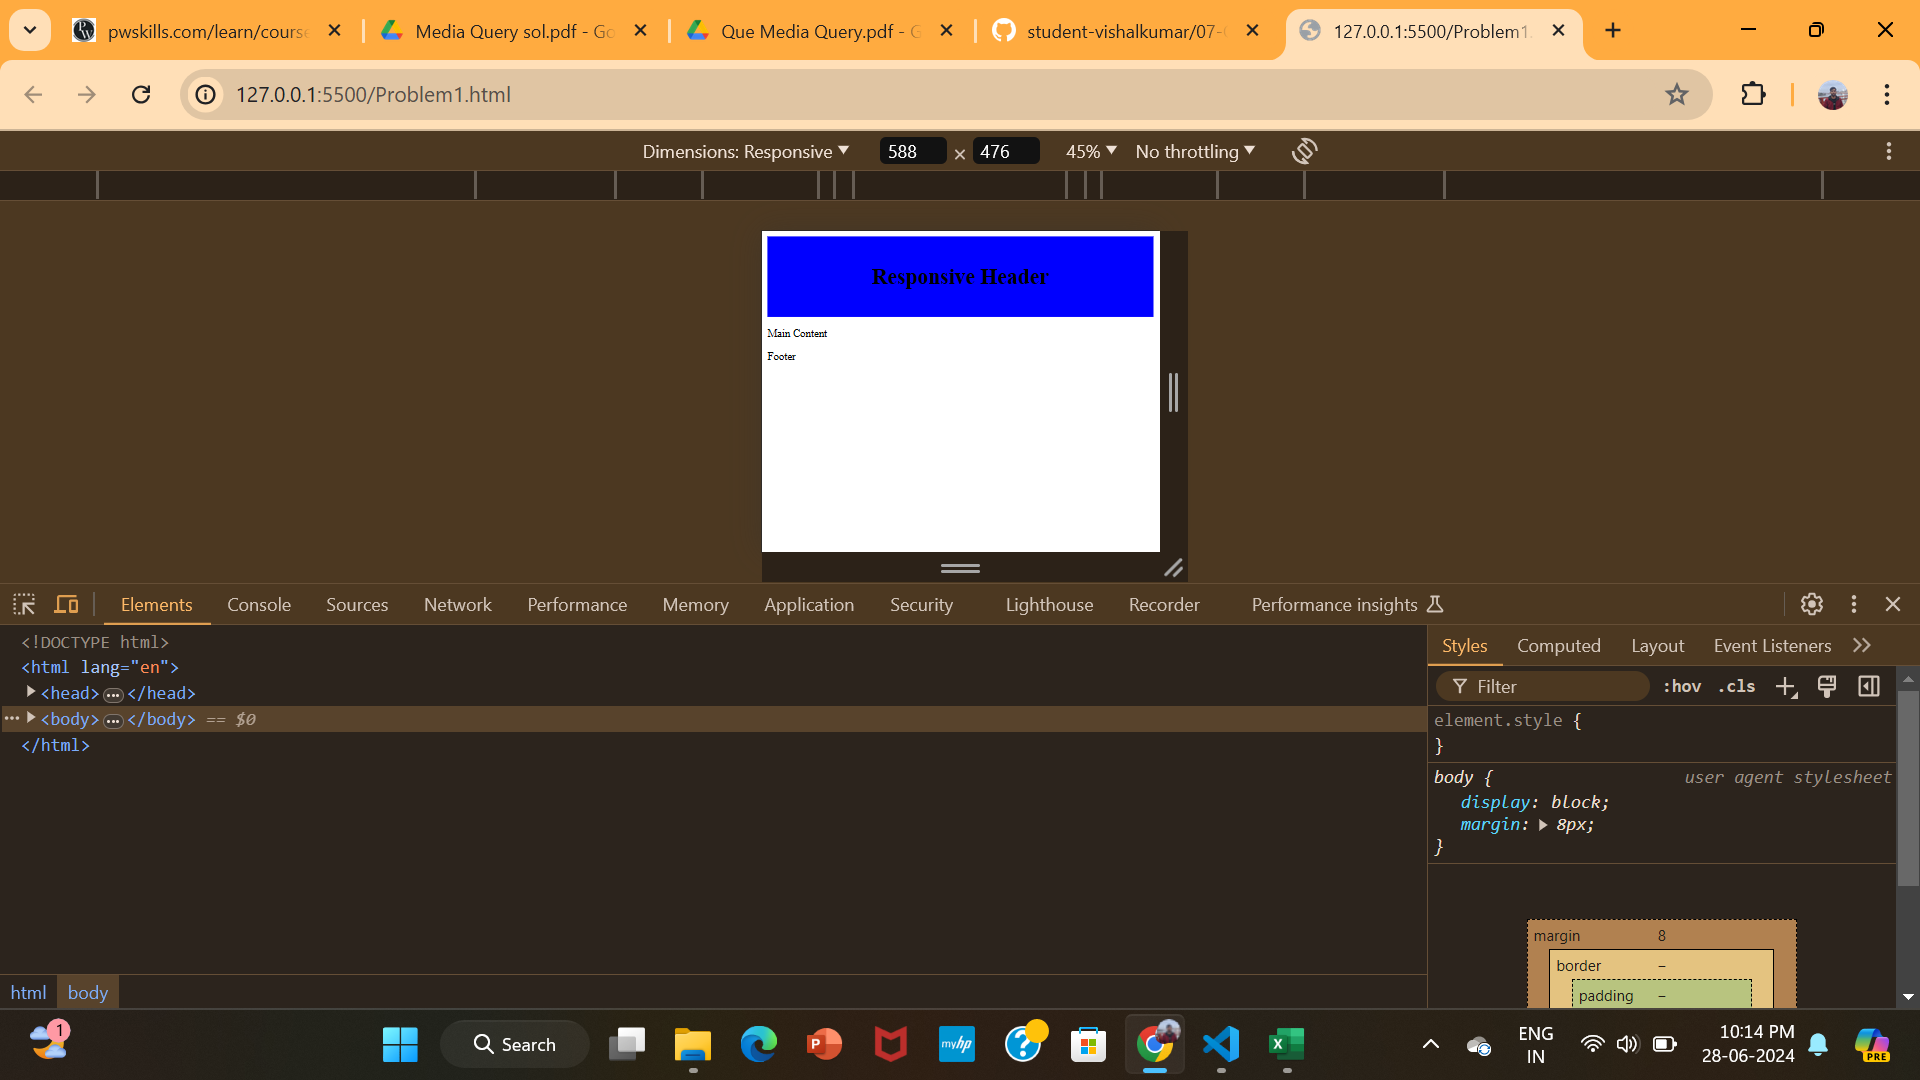 pwskills.com/learn/course
Media Query sol.pdf - Go
Que Media Query.pdf - G
student-vishalkumar/07-
127.0.0.1:5500/Problem1.
127.0.0.1:5500/Problem1.html
Dimensions: Responsive 588 × 476 45% No throttling
Responsive Header
Main Content
Footer
Elements Console Sources Network Performance Memory Application Security Lighthouse Recorder Performance insights
<!DOCTYPE html>
<html lang="en">
<head>…</head>
<body>…</body> == $0
</html>
html body
Styles Computed Layout Event Listeners
Filter :hov .cls
element.style {
}
body { user agent stylesheet
display: block;
margin: 8px;
}
margin 8
border –
padding –
1
Search
P
myhp
?
X
PRE
ENG
IN
10:14 PM
28-06-2024